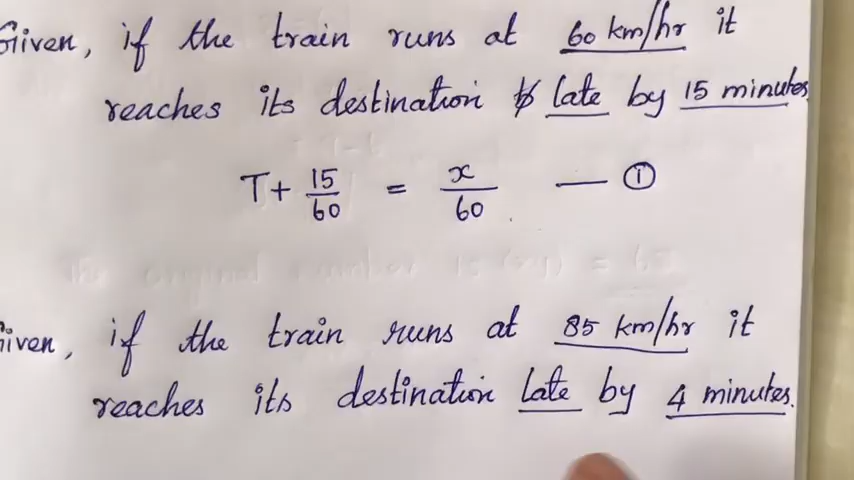 Given, if the train runs at 60 km/hr it
reaches its destination late by 15 minutes.
T + 15/60 = x/60 — ①
Given, if the train runs at 85 km/hr it
reaches its destination late by 4 minutes.